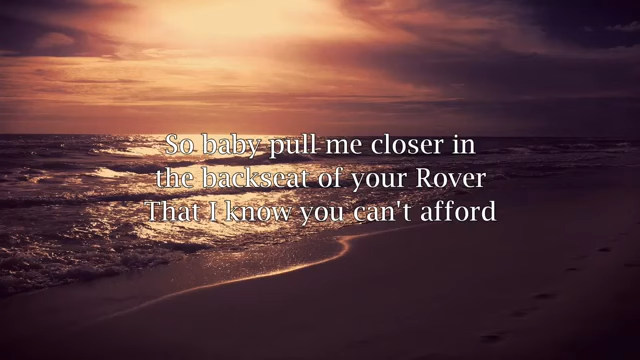 So baby pull me closer in
the backseat of your Rover
That I know you can't afford